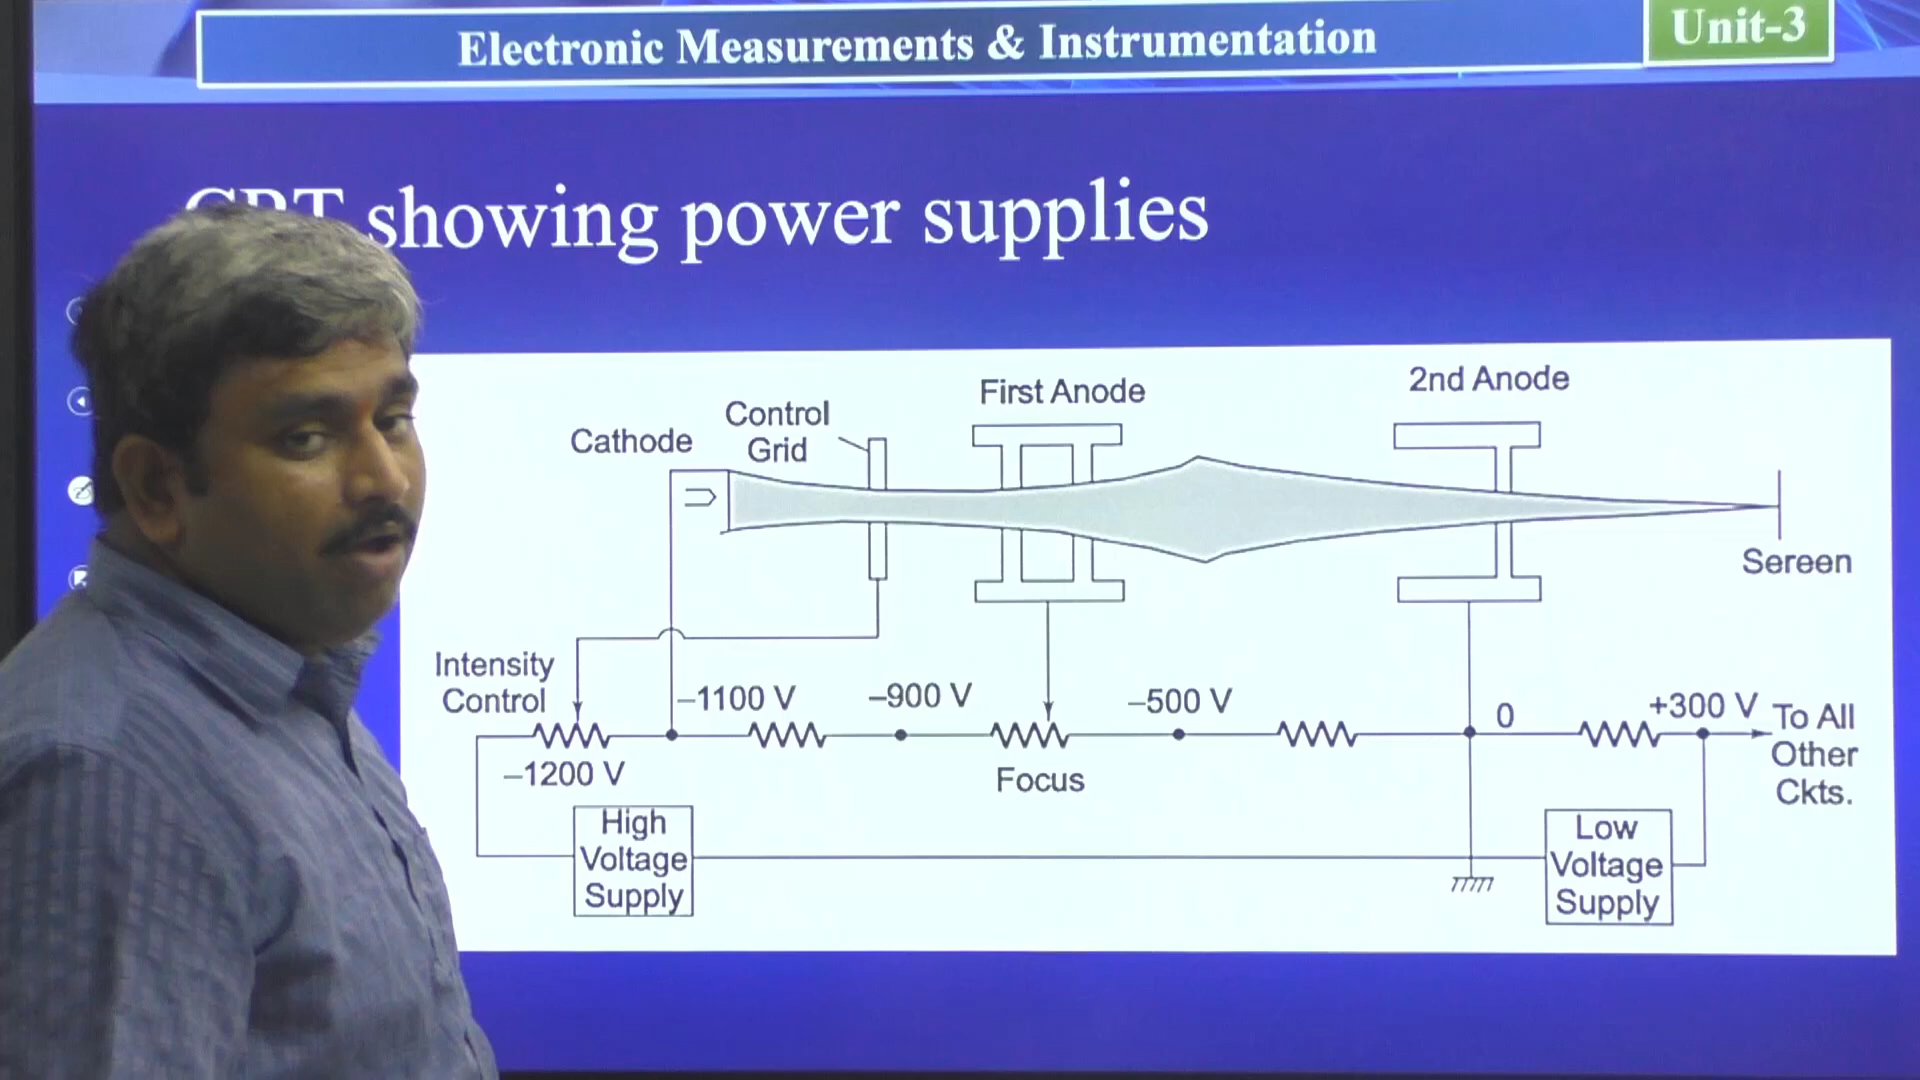 Electronic Measurements & Instrumentation
Unit-3
CRT showing power supplies
First Anode
2nd Anode
Control
Grid
Cathode
Sereen
Intensity
Control
–1100 V
–900 V
–500 V
0
+300 V
To All
Other
Ckts.
–1200 V
Focus
High
Voltage
Supply
Low
Voltage
Supply